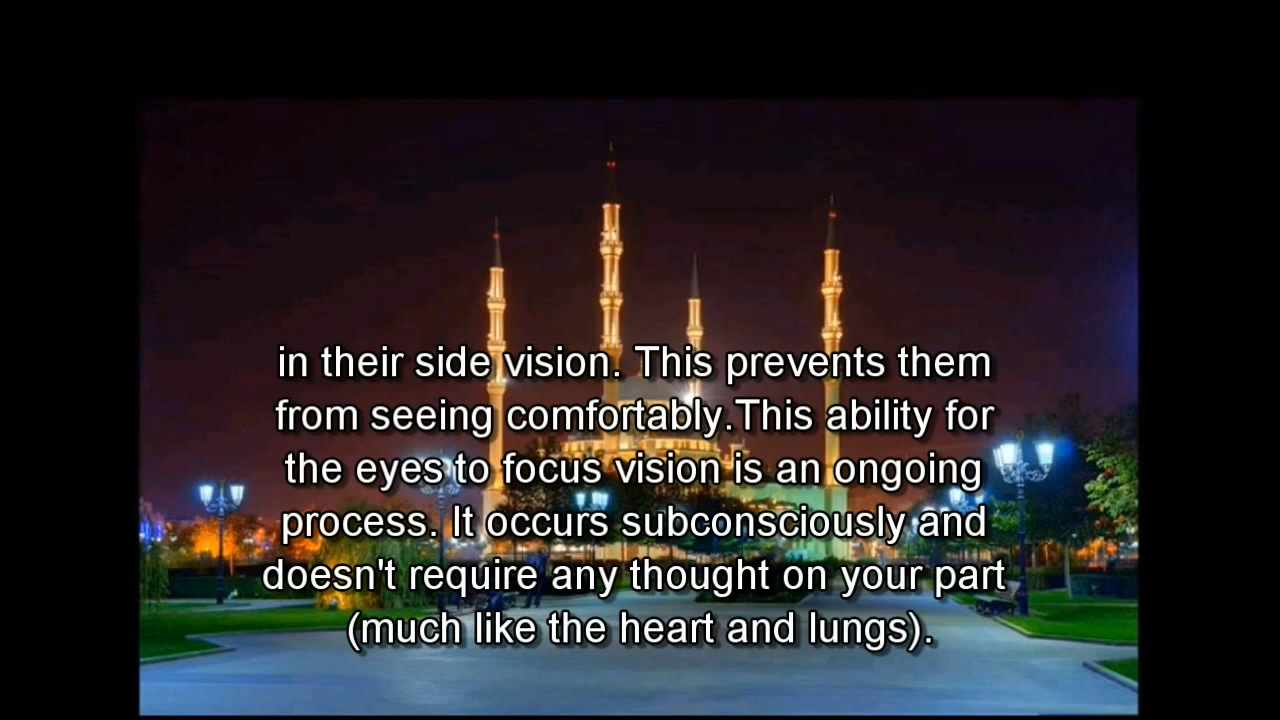 in their side vision. This prevents them
from seeing comfortably.This ability for
the eyes to focus vision is an ongoing
process. It occurs subconsciously and
doesn't require any thought on your part
(much like the heart and lungs).